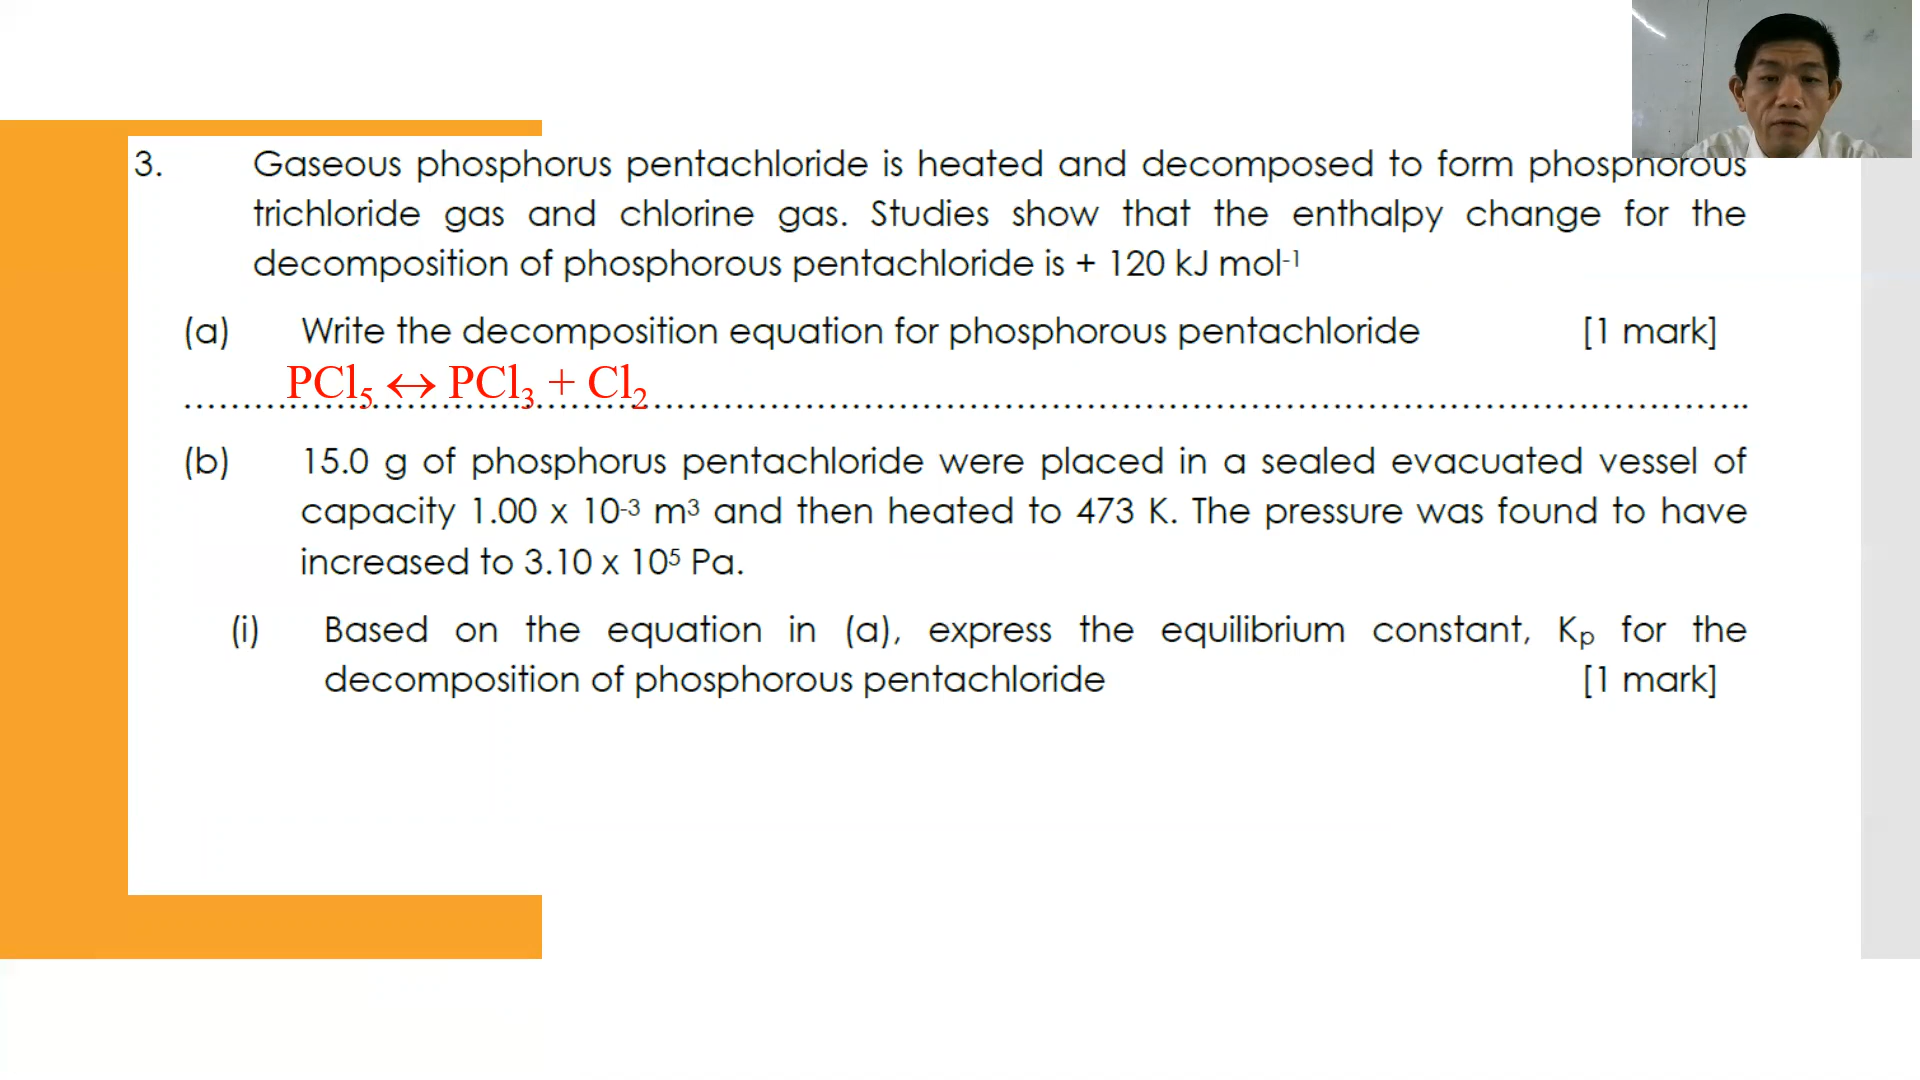 3. Gaseous phosphorus pentachloride is heated and decomposed to form phosphorous
trichloride gas and chlorine gas. Studies show that the enthalpy change for the
decomposition of phosphorous pentachloride is + 120 kJ mol⁻¹
(a) Write the decomposition equation for phosphorous pentachloride [1 mark]
PCl₅ ↔ PCl₃ + Cl₂
(b) 15.0 g of phosphorus pentachloride were placed in a sealed evacuated vessel of
capacity 1.00 x 10⁻³ m³ and then heated to 473 K. The pressure was found to have
increased to 3.10 x 10⁵ Pa.
(i) Based on the equation in (a), express the equilibrium constant, Kₚ for the
decomposition of phosphorous pentachloride [1 mark]